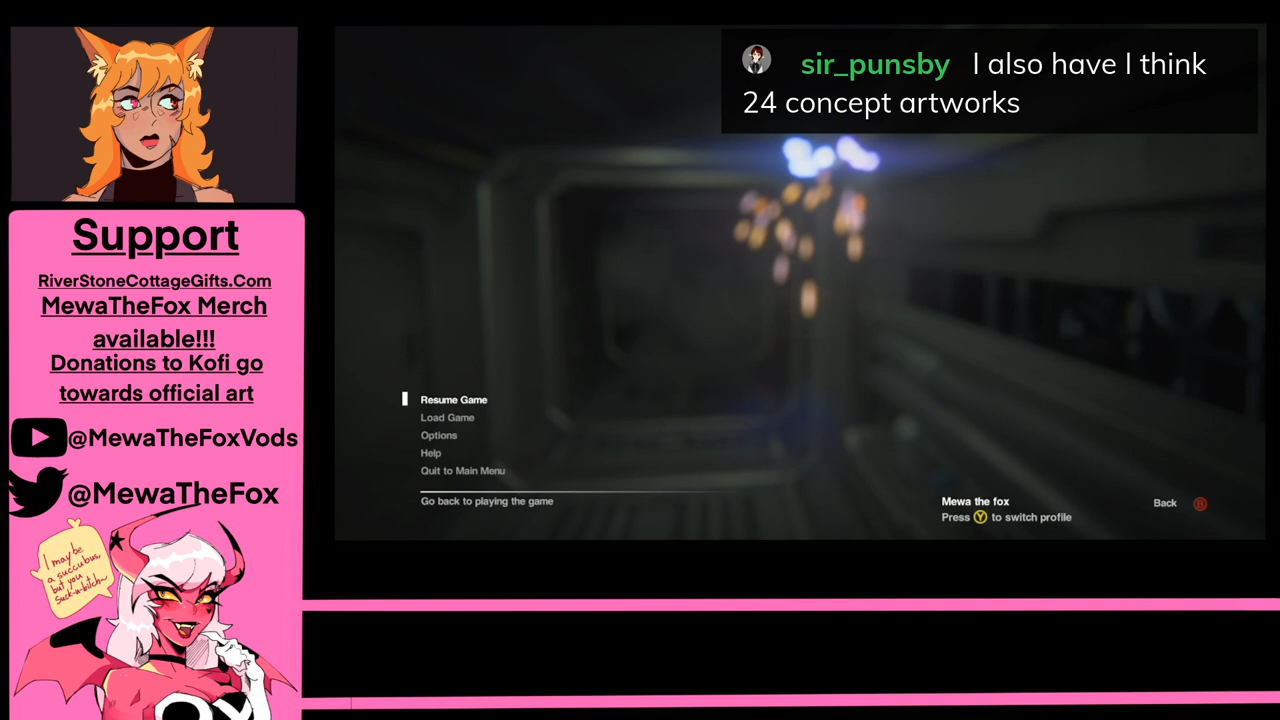 sir_punsby I also have I think
24 concept artworks
Support
RiverStoneCottageGifts.Com
MewaTheFox Merch
available!!!
Donations to Kofi go
towards official art
@MewaTheFoxVods
@MewaTheFox
I maybe
a succubus,
but you
suck-a-bitch~
Resume Game
Load Game
Options
Help
Quit to Main Menu
Go back to playing the game
Mewa the fox
Press Y to switch profile
Back B